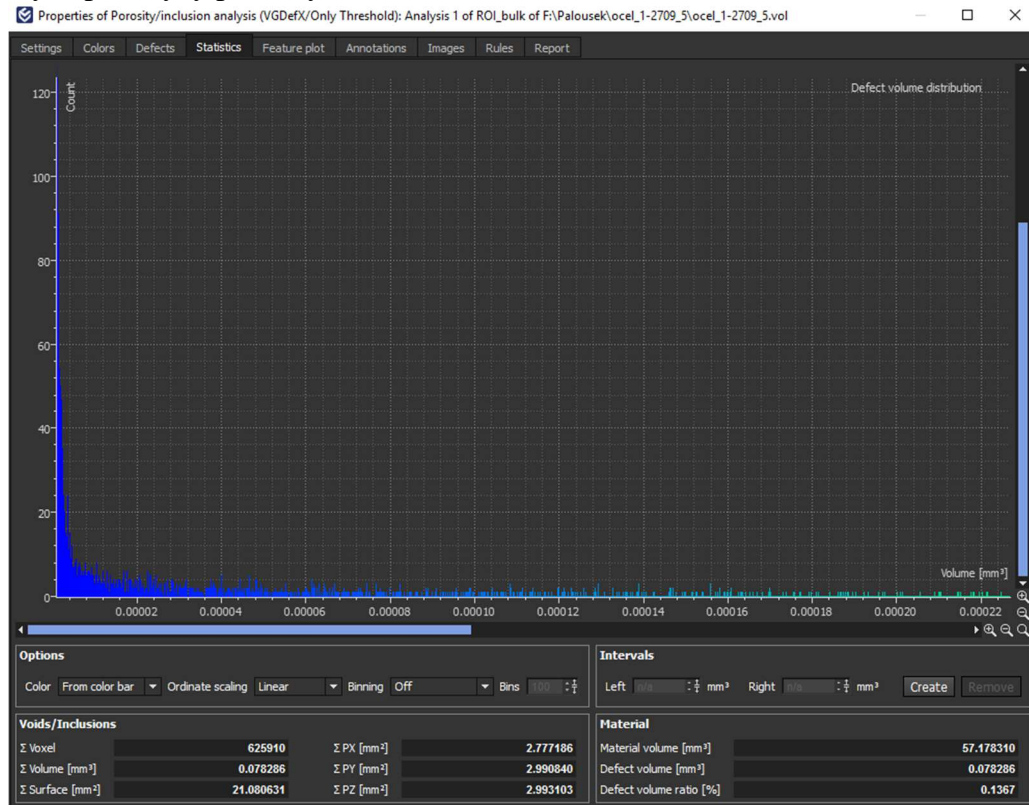 Properties of Porosity/inclusion analysis (VGDefX/Only Threshold): Analysis 1 of ROI_bulk of F:\Palousek\ocel_1-2709_5\ocel_1-2709_5.vol
Settings Colors Defects Statistics Feature plot Annotations Images Rules Report
Defect volume distribution
Count
120
100
80
60
40
20
0
Volume [mm³]
0.00002 0.00004 0.00006 0.00008 0.00010 0.00012 0.00014 0.00016 0.00018 0.00020 0.00022
Options
Color From color bar Ordinate scaling Linear Binning Off Bins 100
Intervals
Left n/a mm³ Right n/a mm³ Create Remove
Voids/Inclusions
Σ Voxel 625910 Σ PX [mm²] 2.777186
Σ Volume [mm³] 0.078286 Σ PY [mm²] 2.990840
Σ Surface [mm²] 21.080631 Σ PZ [mm²] 2.993103
Material
Material volume [mm³] 57.178310
Defect volume [mm³] 0.078286
Defect volume ratio [%] 0.1367